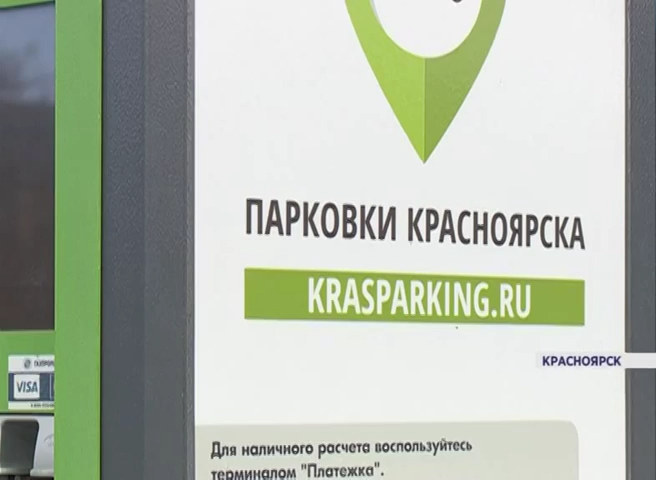 ПАРКОВКИ КРАСНОЯРСКА
KRASPARKING.RU
КРАСНОЯРСК
VISA
Для наличного расчета воспользуйтесь
терминалом "Платежка".